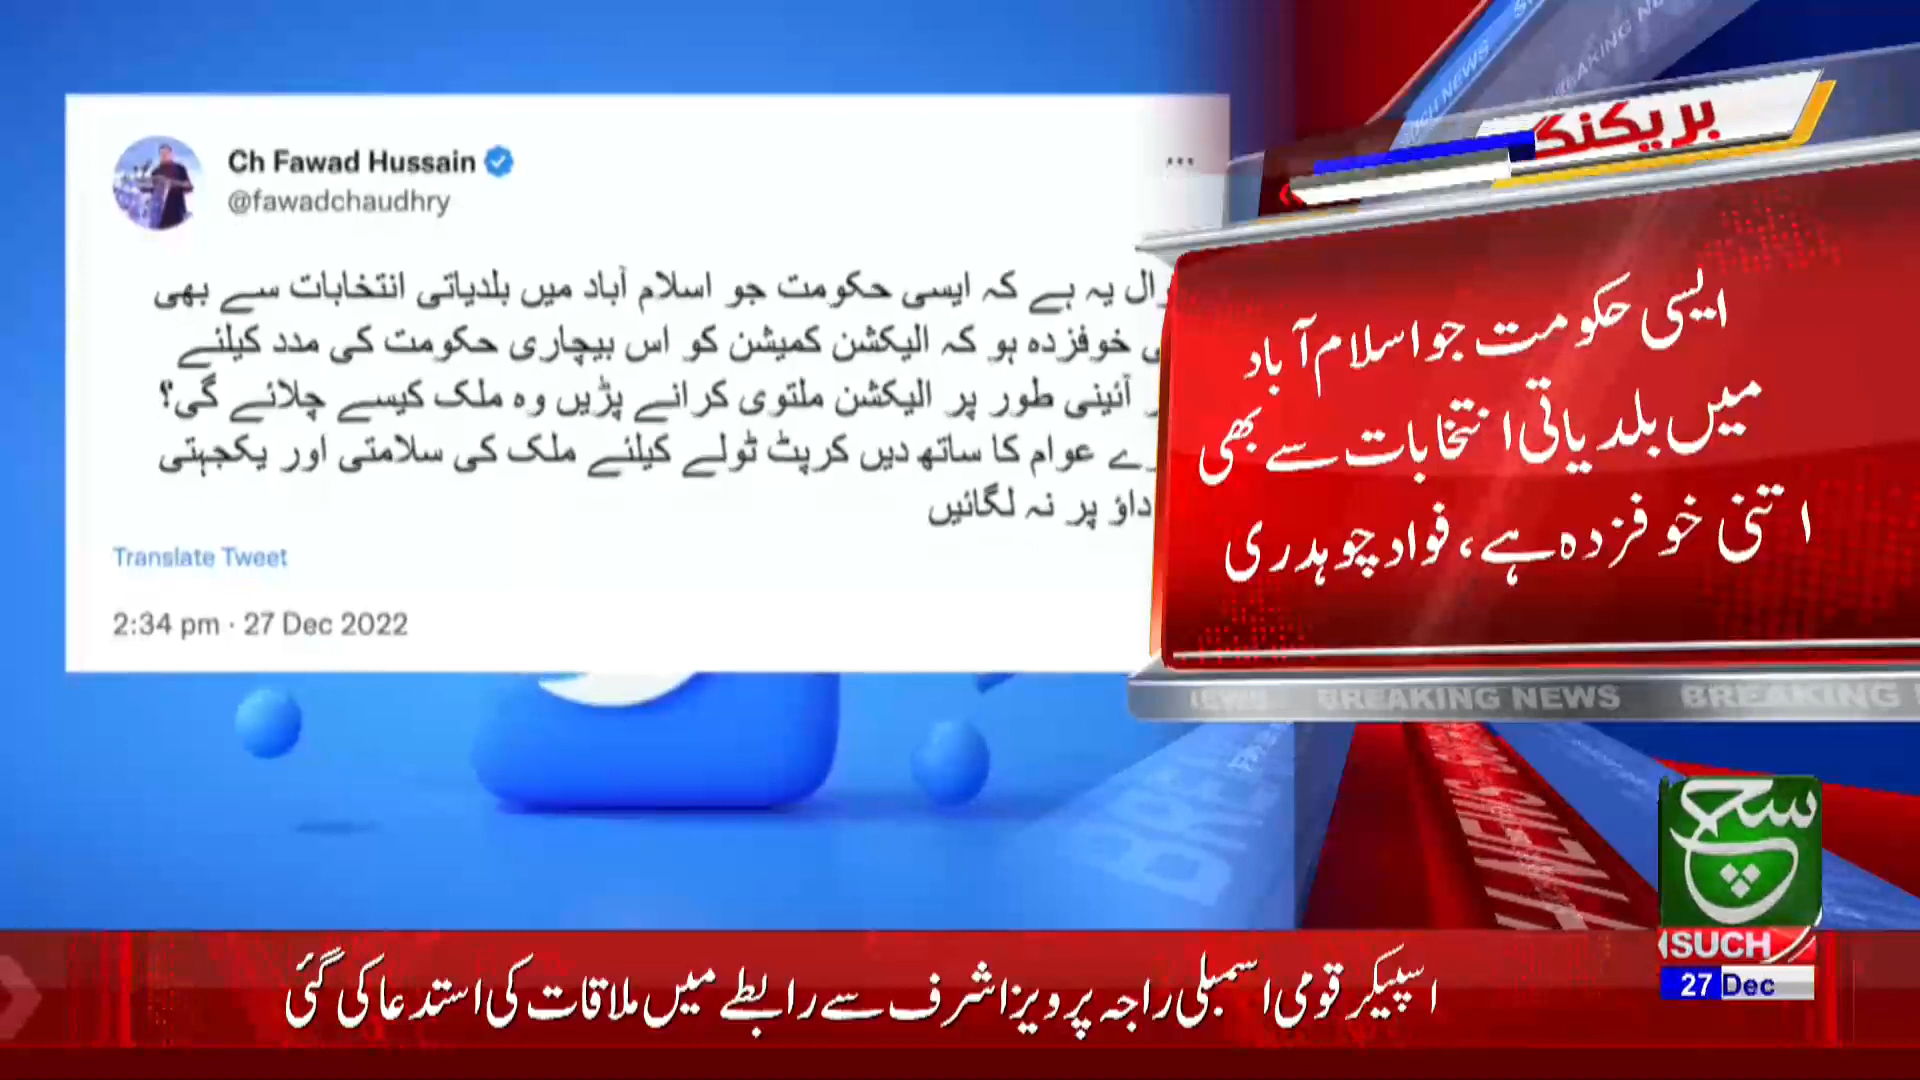 Ch Fawad Hussain
@fawadchaudhry
یہ ہے کہ ایسی حکومت جو اسلام آباد میں بلدیاتی انتخابات سے بھی
خوفزدہ ہو کہ الیکشن کمیشن کو اس بیچاری حکومت کی مدد کیلئے
آئینی طور پر الیکشن ملتوی کرانے پڑیں وہ ملک کیسے چلائے گی؟
عوام کا ساتھ دیں کرپٹ ٹولے کیلئے ملک کی سلامتی اور یکجہتی
داؤ پر نہ لگائیں
Translate Tweet
2:34 pm · 27 Dec 2022
بریکنگ
ایسی حکومت جو اسلام آباد
میں بلدیاتی انتخابات سے بھی
اتنی خوفزدہ ہے، فواد چوہدری
NEWS BREAKING NEWS BREAKING
سچ
SUCH
27 Dec
اسپیکر قومی اسمبلی راجہ پرویز اشرف سے رابطے میں ملاقات کی استدعا کی گئی